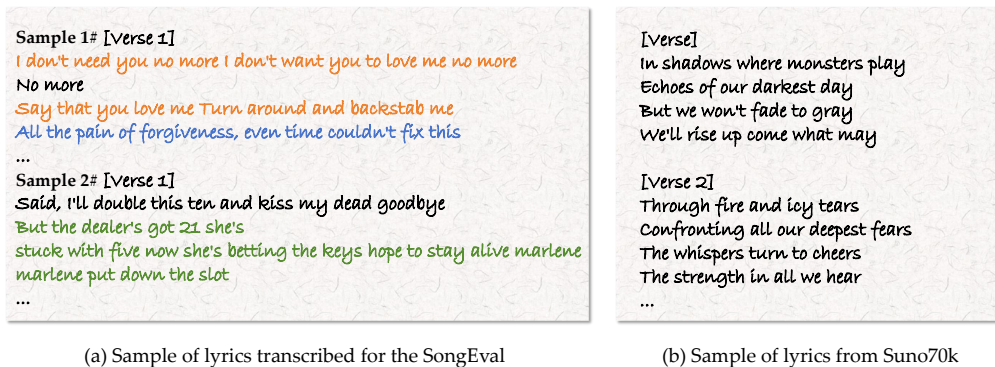 Sample 1# [Verse 1]
I don't need you no more I don't want you to love me no more
No more
Say that you love me Turn around and backstab me
All the pain of forgiveness, even time couldn't fix this
...
Sample 2# [Verse 1]
Said, I'll double this ten and kiss my dead goodbye
But the dealer's got 21 she's
stuck with five now she's betting the keys hope to stay alive marlene
marlene put down the slot
...
(a) Sample of lyrics transcribed for the SongEval
[Verse]
In shadows where monsters play
Echoes of our darkest day
But we won't fade to gray
We'll rise up come what may
[Verse 2]
Through fire and icy tears
Confronting all our deepest fears
The whispers turn to cheers
The strength in all we hear
...
(b) Sample of lyrics from Suno70k